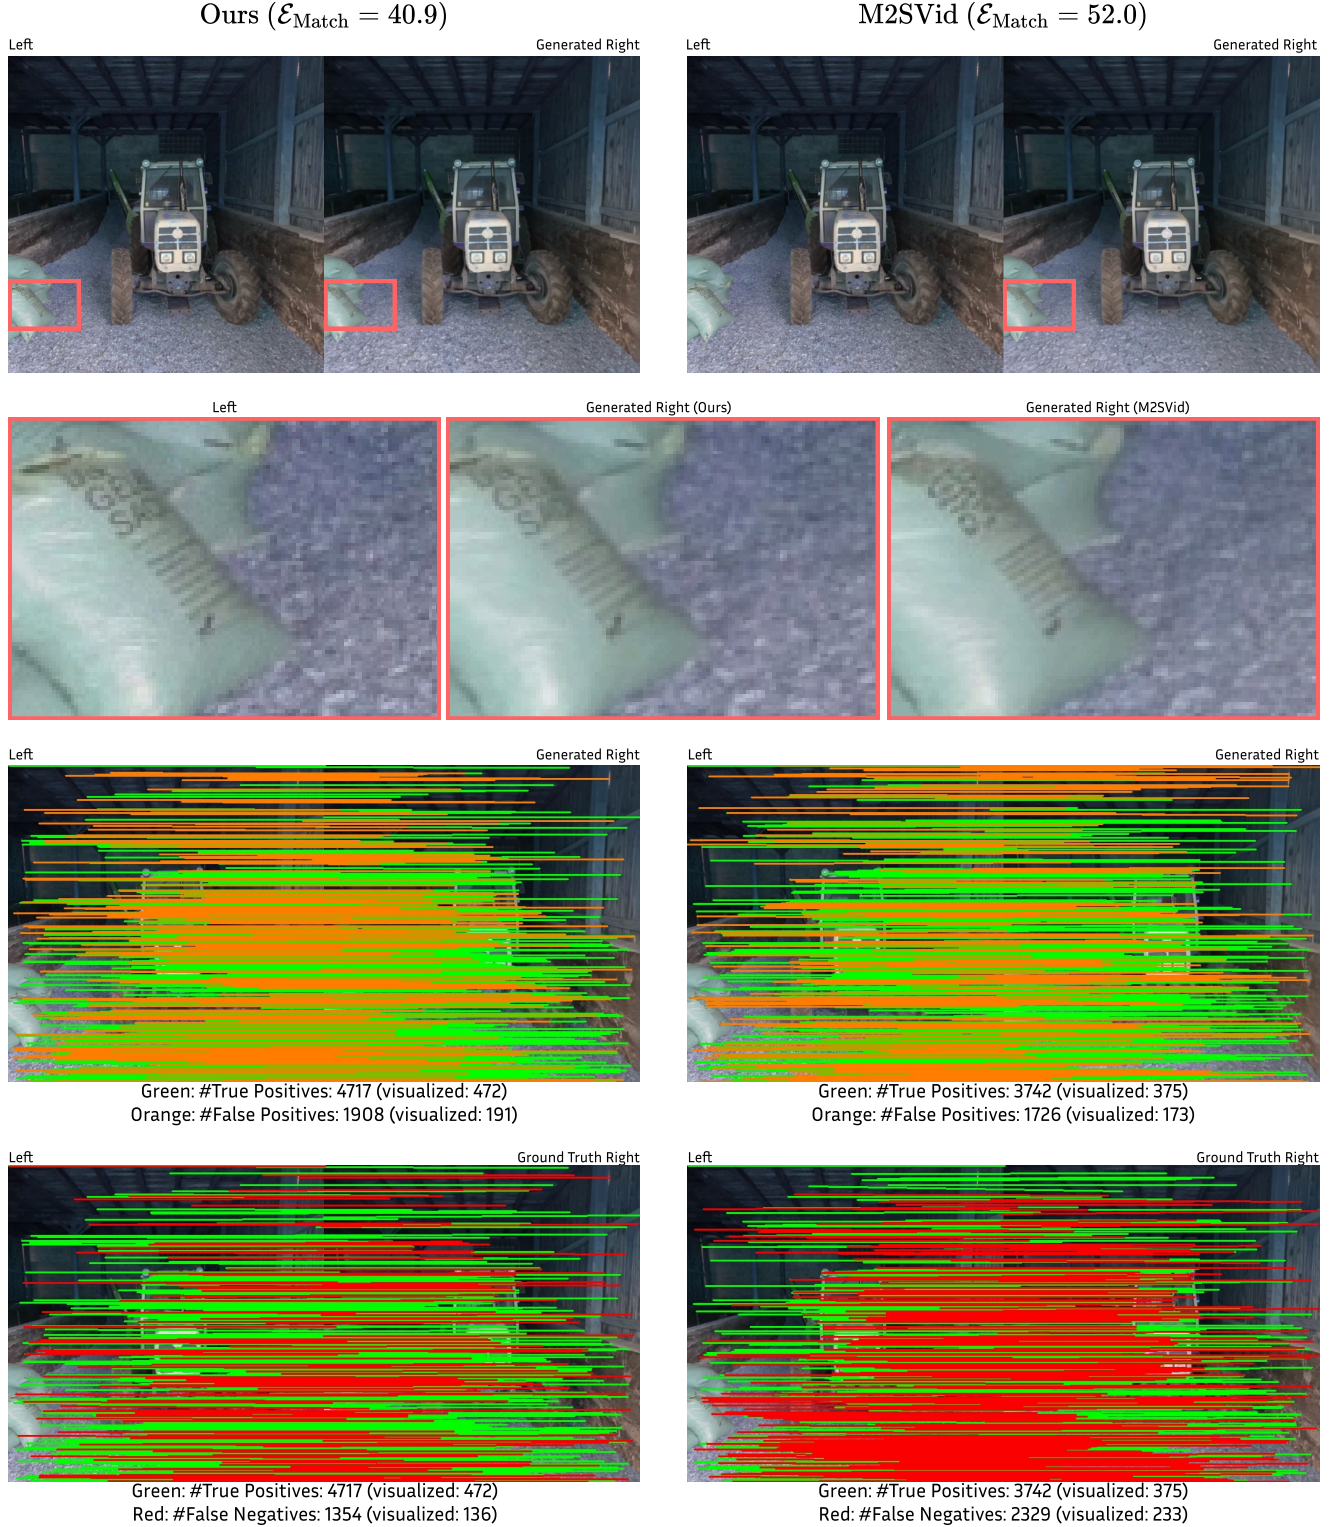 Ours (ℰMatch = 40.9)
M2SVid (ℰMatch = 52.0)
Left
Generated Right
Left
Generated Right
Left
Generated Right (Ours)
Generated Right (M2SVid)
Left
Generated Right
Left
Generated Right
Green: #True Positives: 4717 (visualized: 472)
Orange: #False Positives: 1908 (visualized: 191)
Green: #True Positives: 3742 (visualized: 375)
Orange: #False Positives: 1726 (visualized: 173)
Left
Ground Truth Right
Left
Ground Truth Right
Green: #True Positives: 4717 (visualized: 472)
Red: #False Negatives: 1354 (visualized: 136)
Green: #True Positives: 3742 (visualized: 375)
Red: #False Negatives: 2329 (visualized: 233)